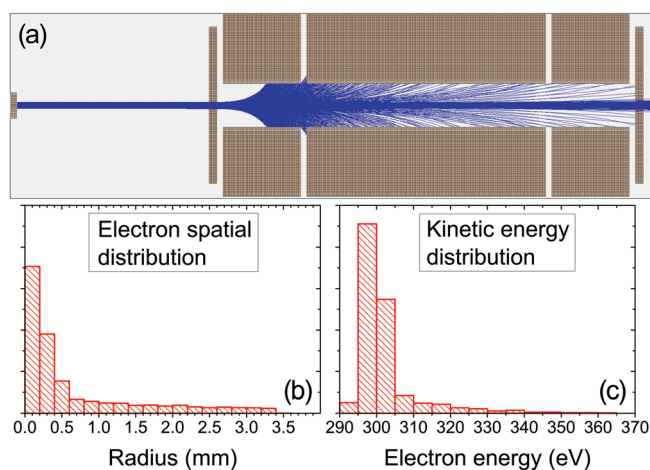 (a)
Electron spatial
distribution
(b)
0.0 0.5 1.0 1.5 2.0 2.5 3.0 3.5
Radius (mm)
Kinetic energy
distribution
(c)
290 300 310 320 330 340 350 360 370
Electron energy (eV)